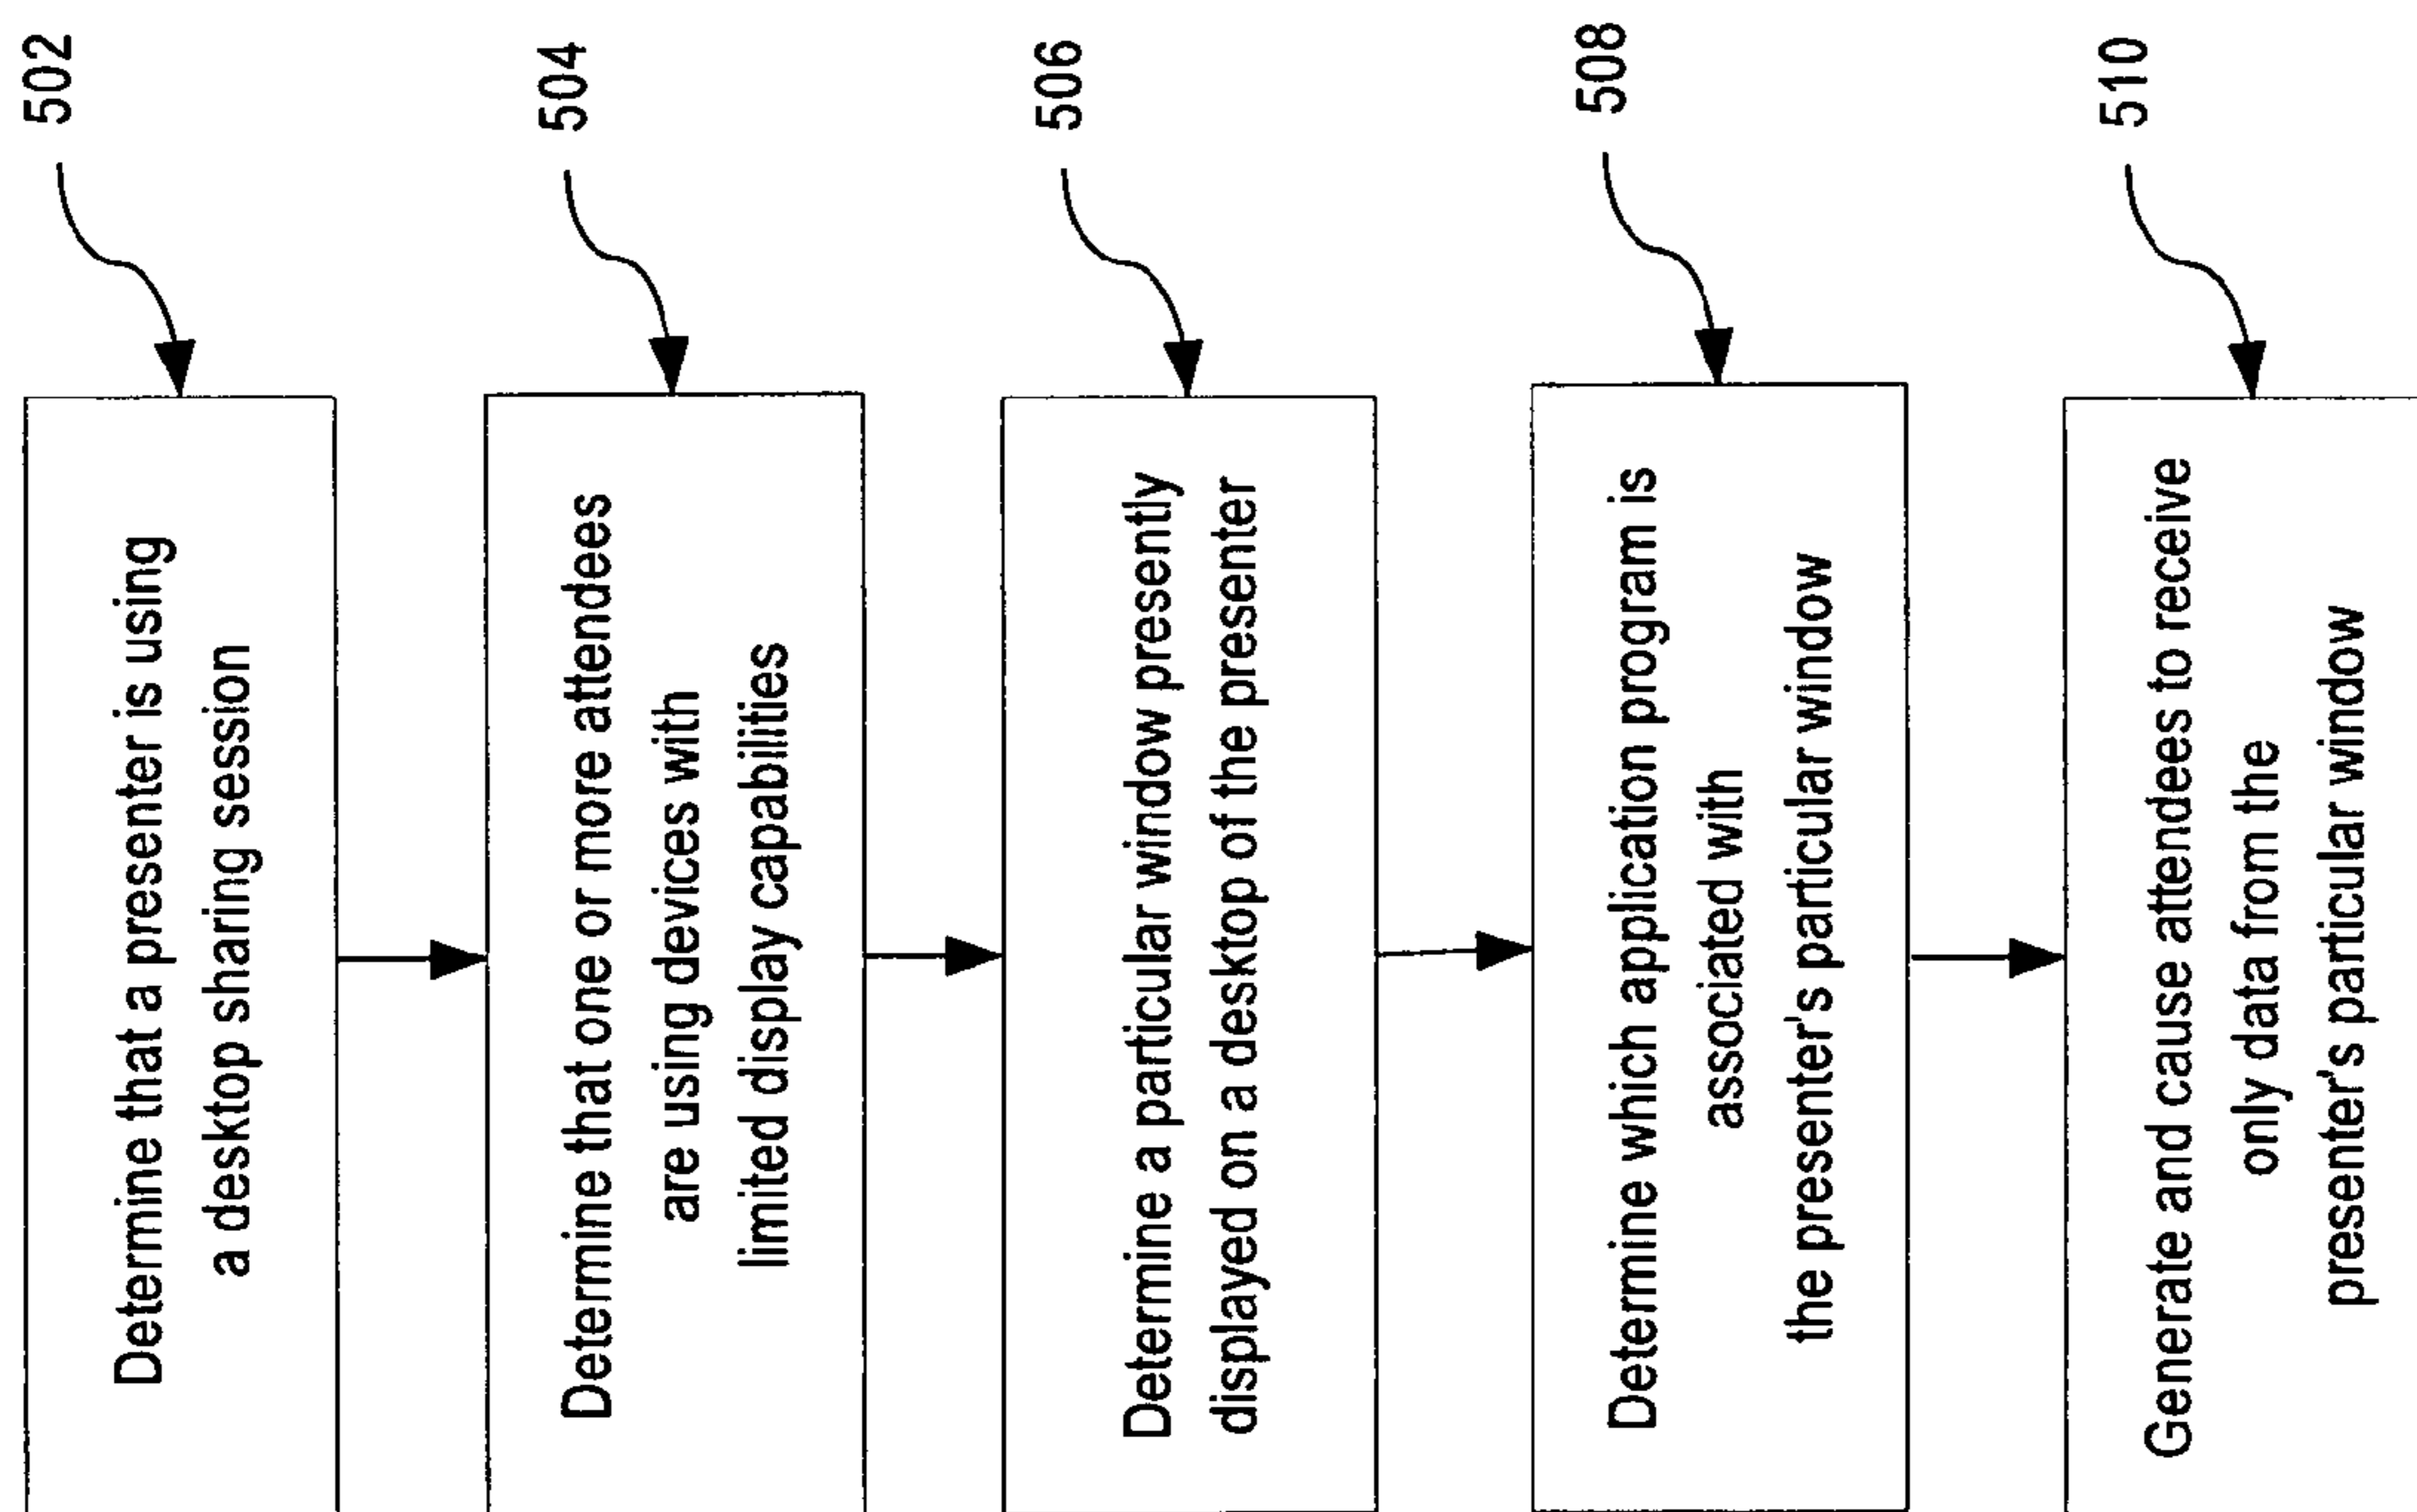 502
Determine that a presenter is using
a desktop sharing session
504
Determine that one or more attendees
are using devices with
limited display capabilities
506
Determine a particular window presently
displayed on a desktop of the presenter
508
Determine which application program is
associated with
the presenter's particular window
510
Generate and cause attendees to receive
only data from the
presenter's particular window